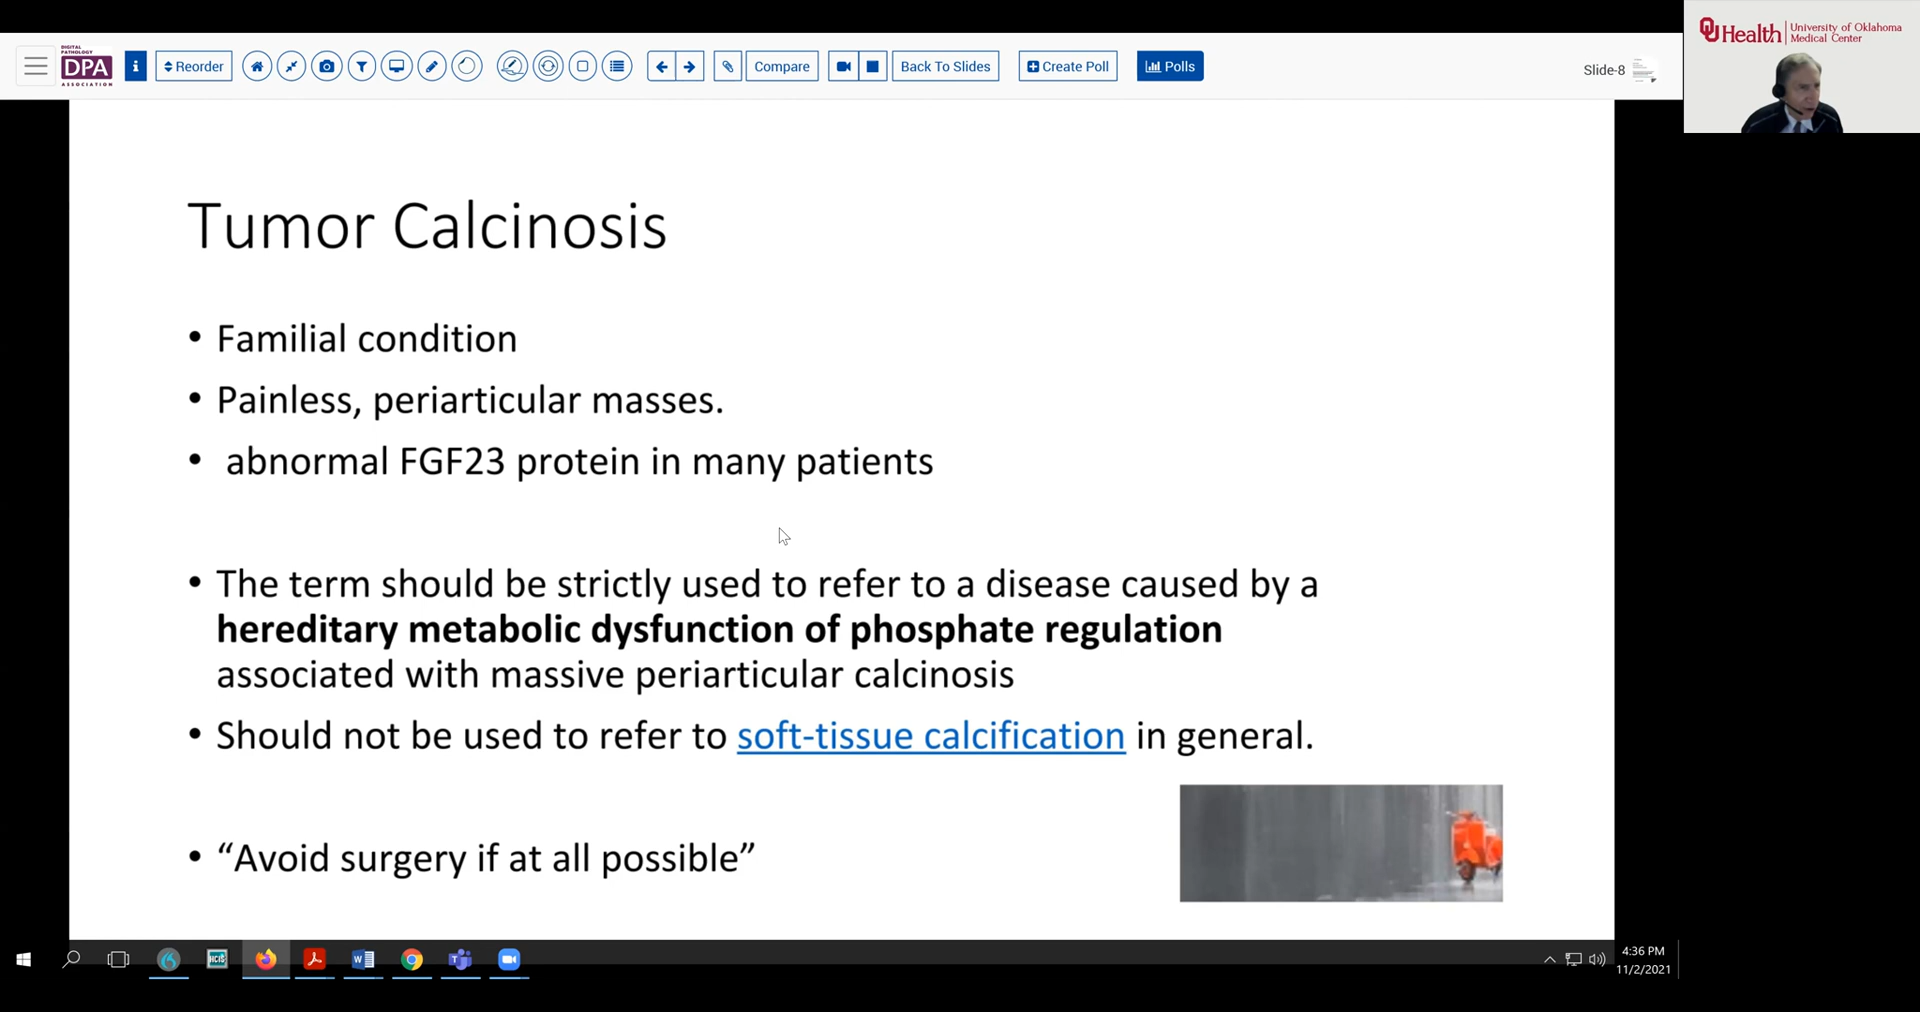 DIGITAL
PATHOLOGY
DPA
ASSOCIATION
i
Reorder
Compare
Back To Slides
Create Poll
Polls
Slide-8
OU Health | University of Oklahoma
Medical Center
Tumor Calcinosis
• Familial condition
• Painless, periarticular masses.
• abnormal FGF23 protein in many patients
• The term should be strictly used to refer to a disease caused by a
hereditary metabolic dysfunction of phosphate regulation
associated with massive periarticular calcinosis
• Should not be used to refer to soft-tissue calcification in general.
• “Avoid surgery if at all possible”
HCIS
W
4:36 PM
11/2/2021